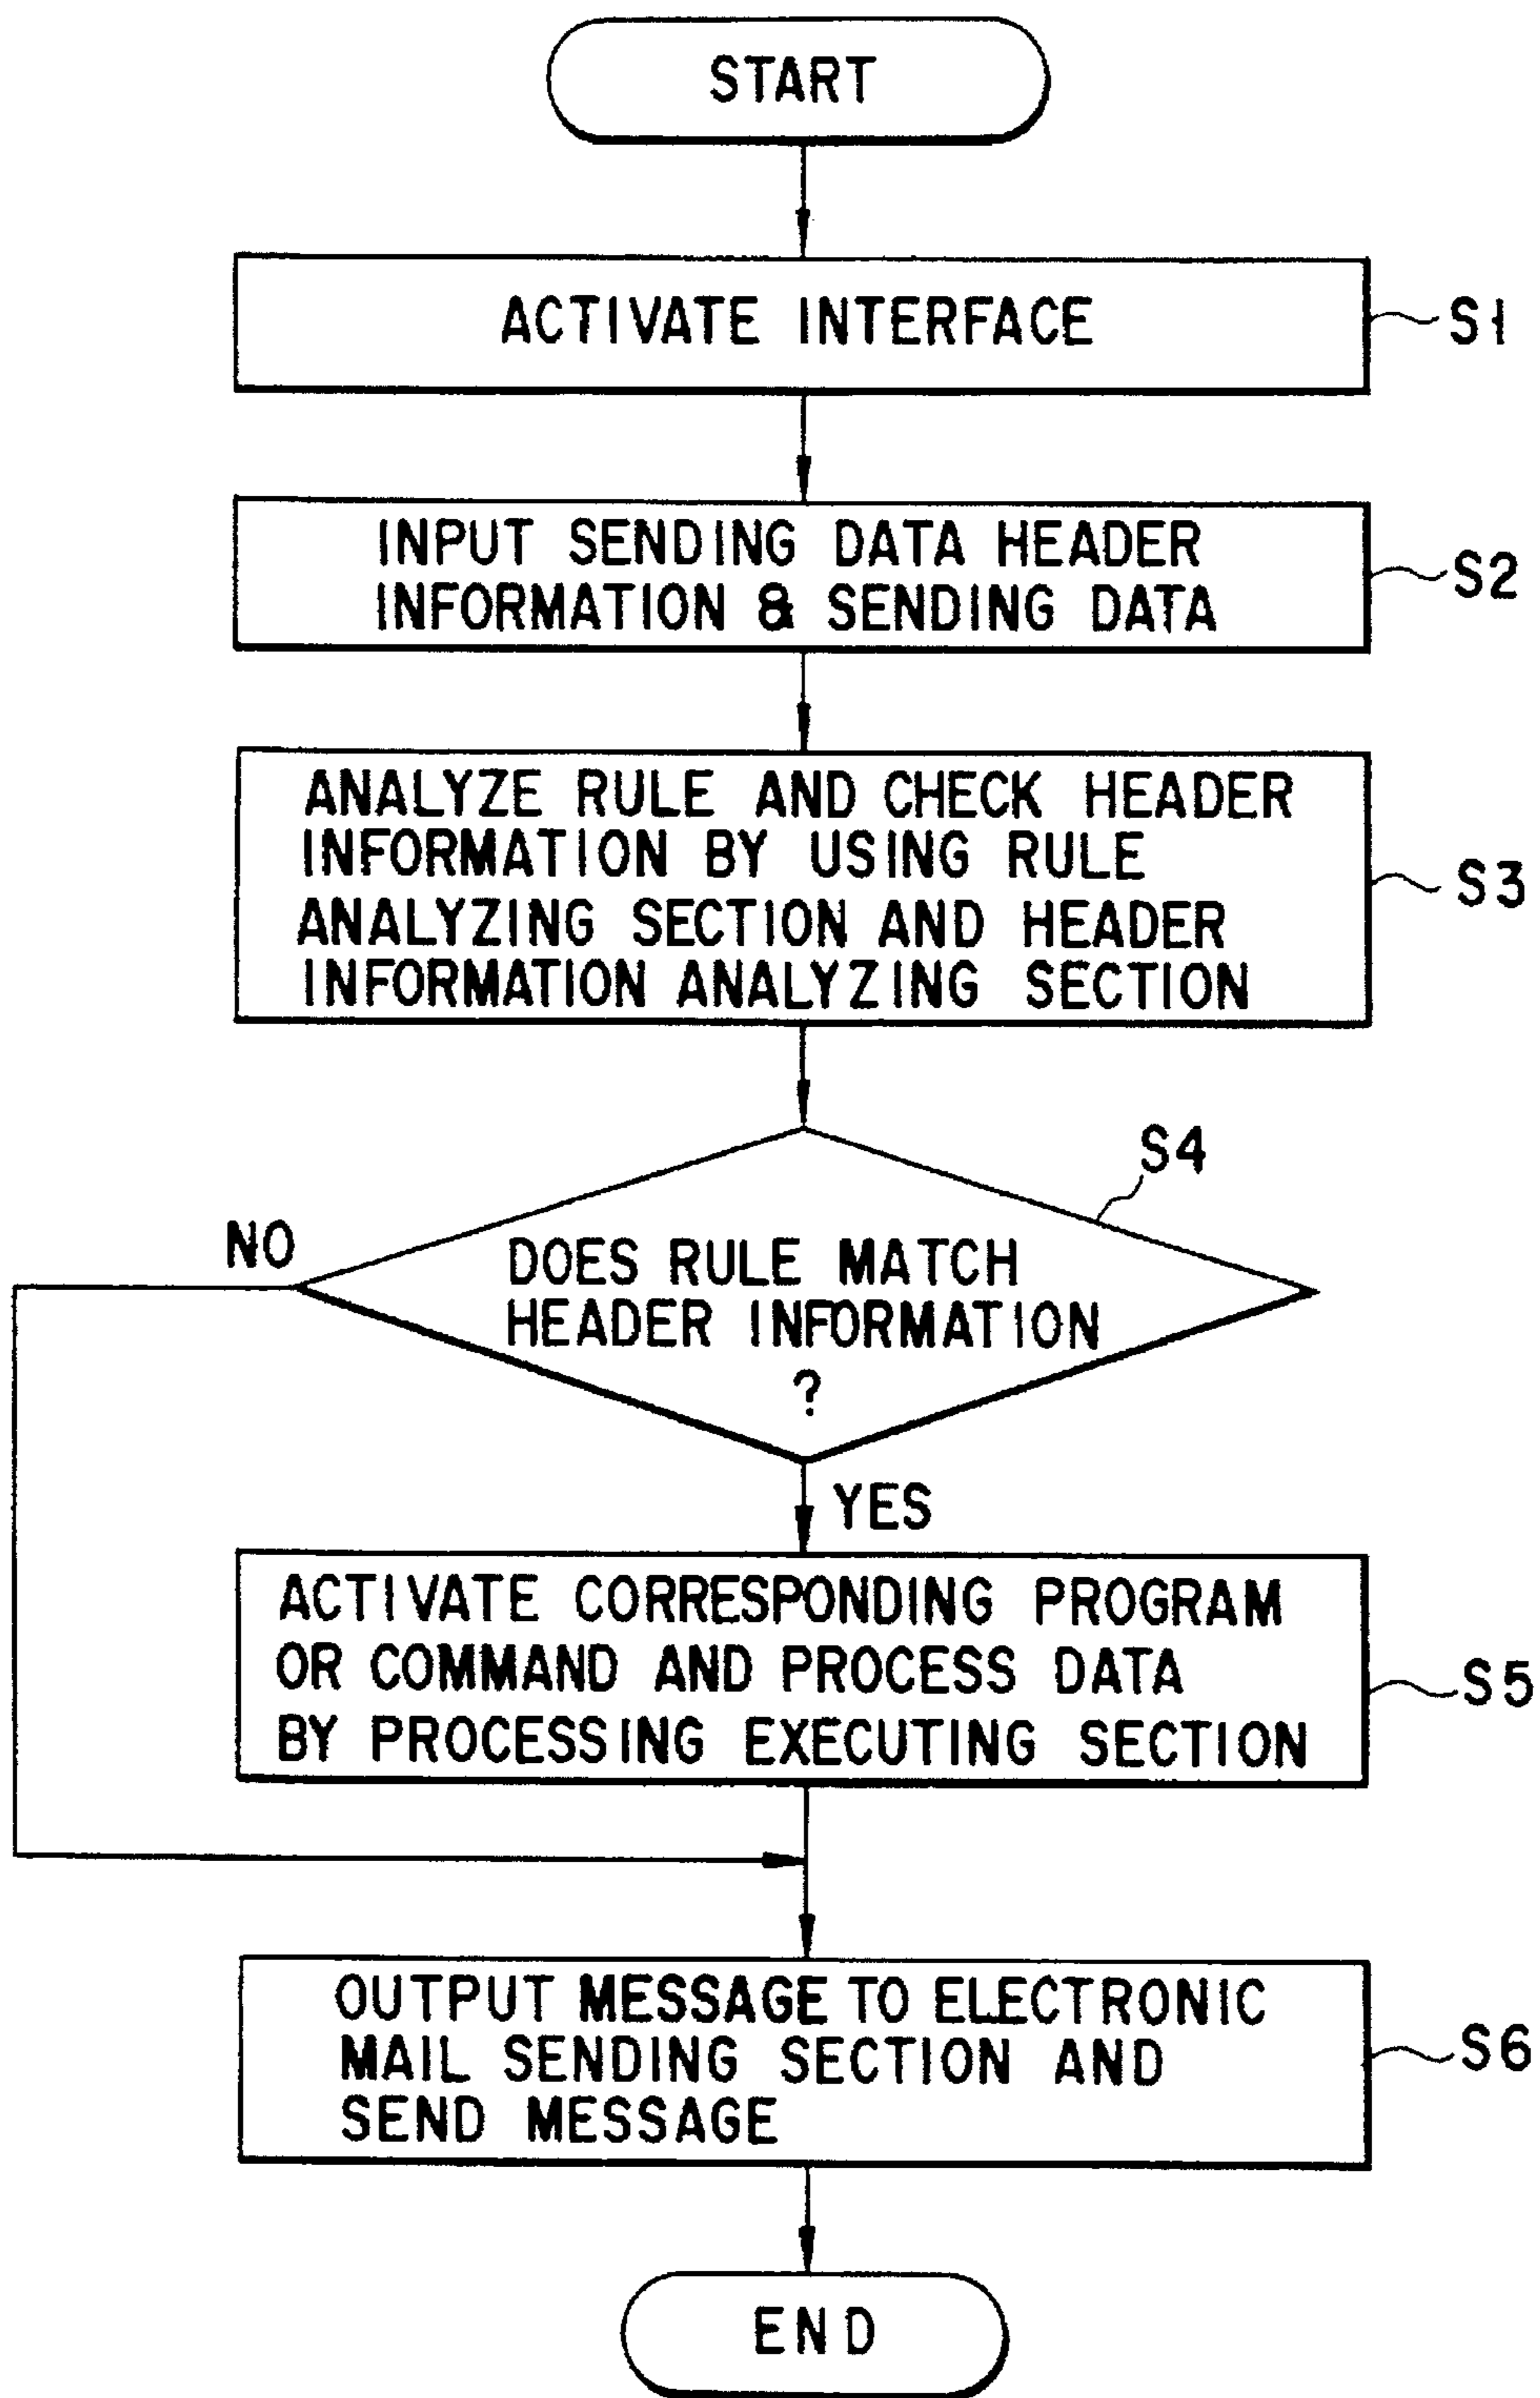 START
ACTIVATE INTERFACE
S1
INPUT SENDING DATA HEADER
INFORMATION & SENDING DATA
S2
ANALYZE RULE AND CHECK HEADER
INFORMATION BY USING RULE
ANALYZING SECTION AND HEADER
INFORMATION ANALYZING SECTION
S3
S4
NO
DOES RULE MATCH
HEADER INFORMATION
?
YES
ACTIVATE CORRESPONDING PROGRAM
OR COMMAND AND PROCESS DATA
BY PROCESSING EXECUTING SECTION
S5
OUTPUT MESSAGE TO ELECTRONIC
MAIL SENDING SECTION AND
SEND MESSAGE
S6
END